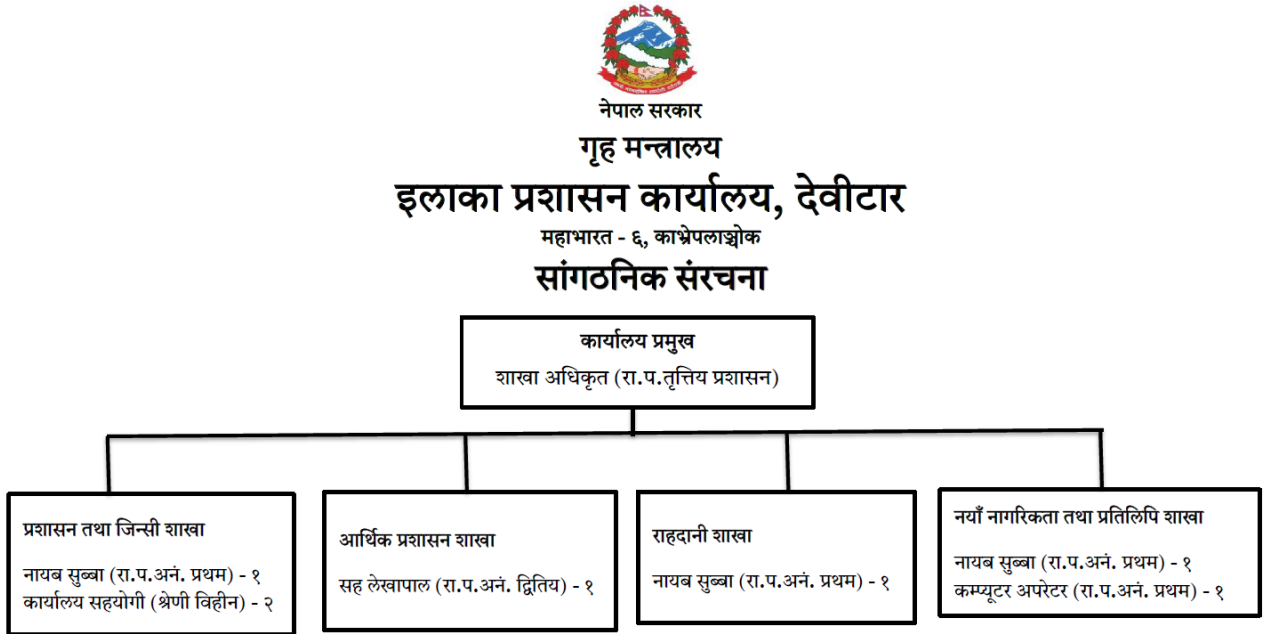 नेपाल सरकार
गृह मन्त्रालय
इलाका प्रशासन कार्यालय, देवीटार
महाभारत - ६, काभ्रेपलाञ्चोक
सांगठनिक संरचना
कार्यालय प्रमुख
शाखा अधिकृत (रा.प.तृत्तिय प्रशासन)
प्रशासन तथा जिन्सी शाखा
नायब सुब्बा (रा.प.अनं. प्रथम) - १
कार्यालय सहयोगी (श्रेणी विहीन) - २
आर्थिक प्रशासन शाखा
सह लेखापाल (रा.प.अनं. द्वितिय) - १
राहदानी शाखा
नायब सुब्बा (रा.प.अनं. प्रथम) - १
नयाँ नागरिकता तथा प्रतिलिपि शाखा
नायब सुब्बा (रा.प.अनं. प्रथम) - १
कम्प्यूटर अपरेटर (रा.प.अनं. प्रथम) - १